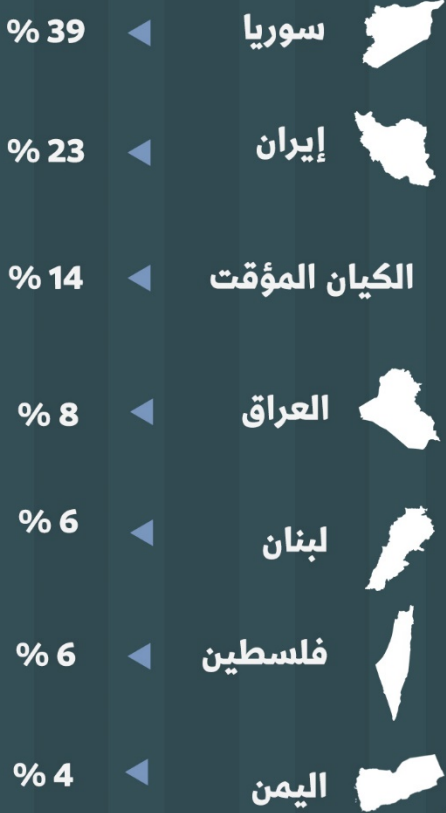 سوريا 39 %
إيران 23 %
الكيان المؤقت 14 %
العراق 8 %
لبنان 6 %
فلسطين 6 %
اليمن 4 %